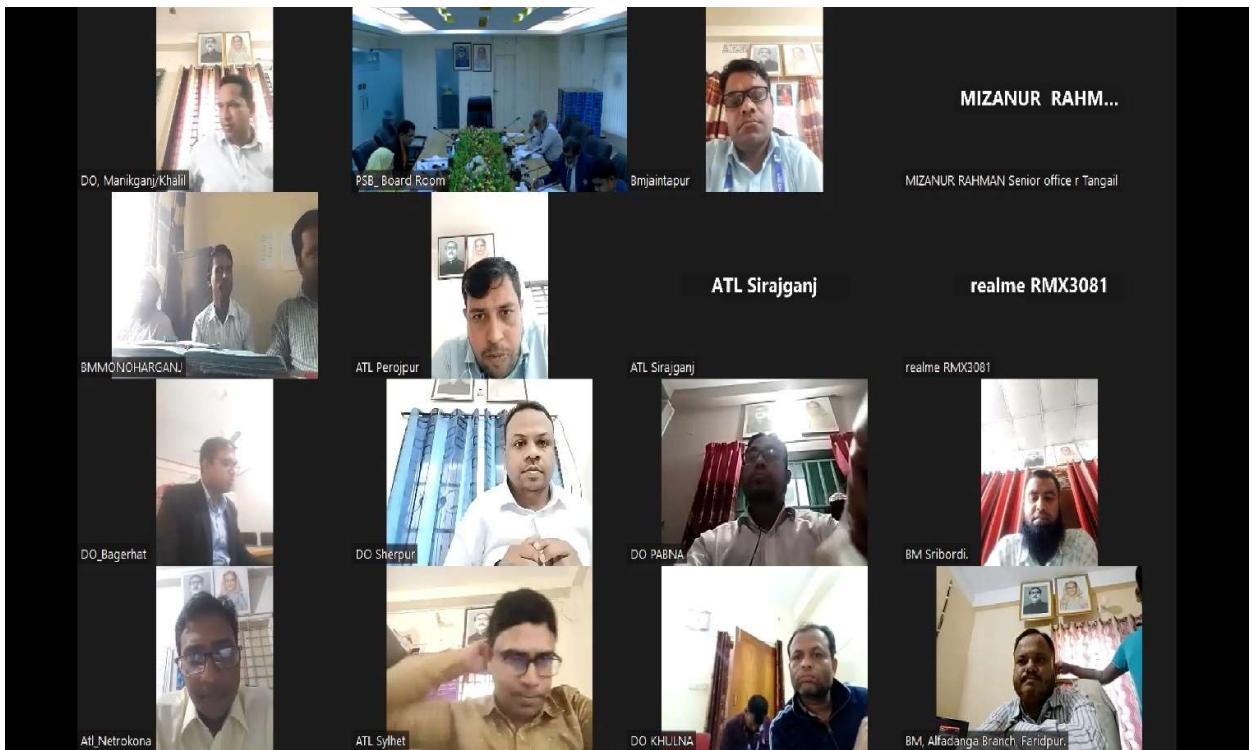 DO, Manikganj/Khalil
PSB_ Board Room
Bmjaintapur
MIZANUR RAHM...
MIZANUR RAHMAN Senior office r Tangail
BMMONOHARGANJ
ATL Perojpur
ATL Sirajganj
ATL Sirajganj
realme RMX3081
realme RMX3081
DO_Bagerhat
DO Sherpur
DO PABNA
BM Sribordi.
Atl_Netrokona
ATL Sylhet
DO KHULNA
BM, Alfadanga Branch, Faridpur,